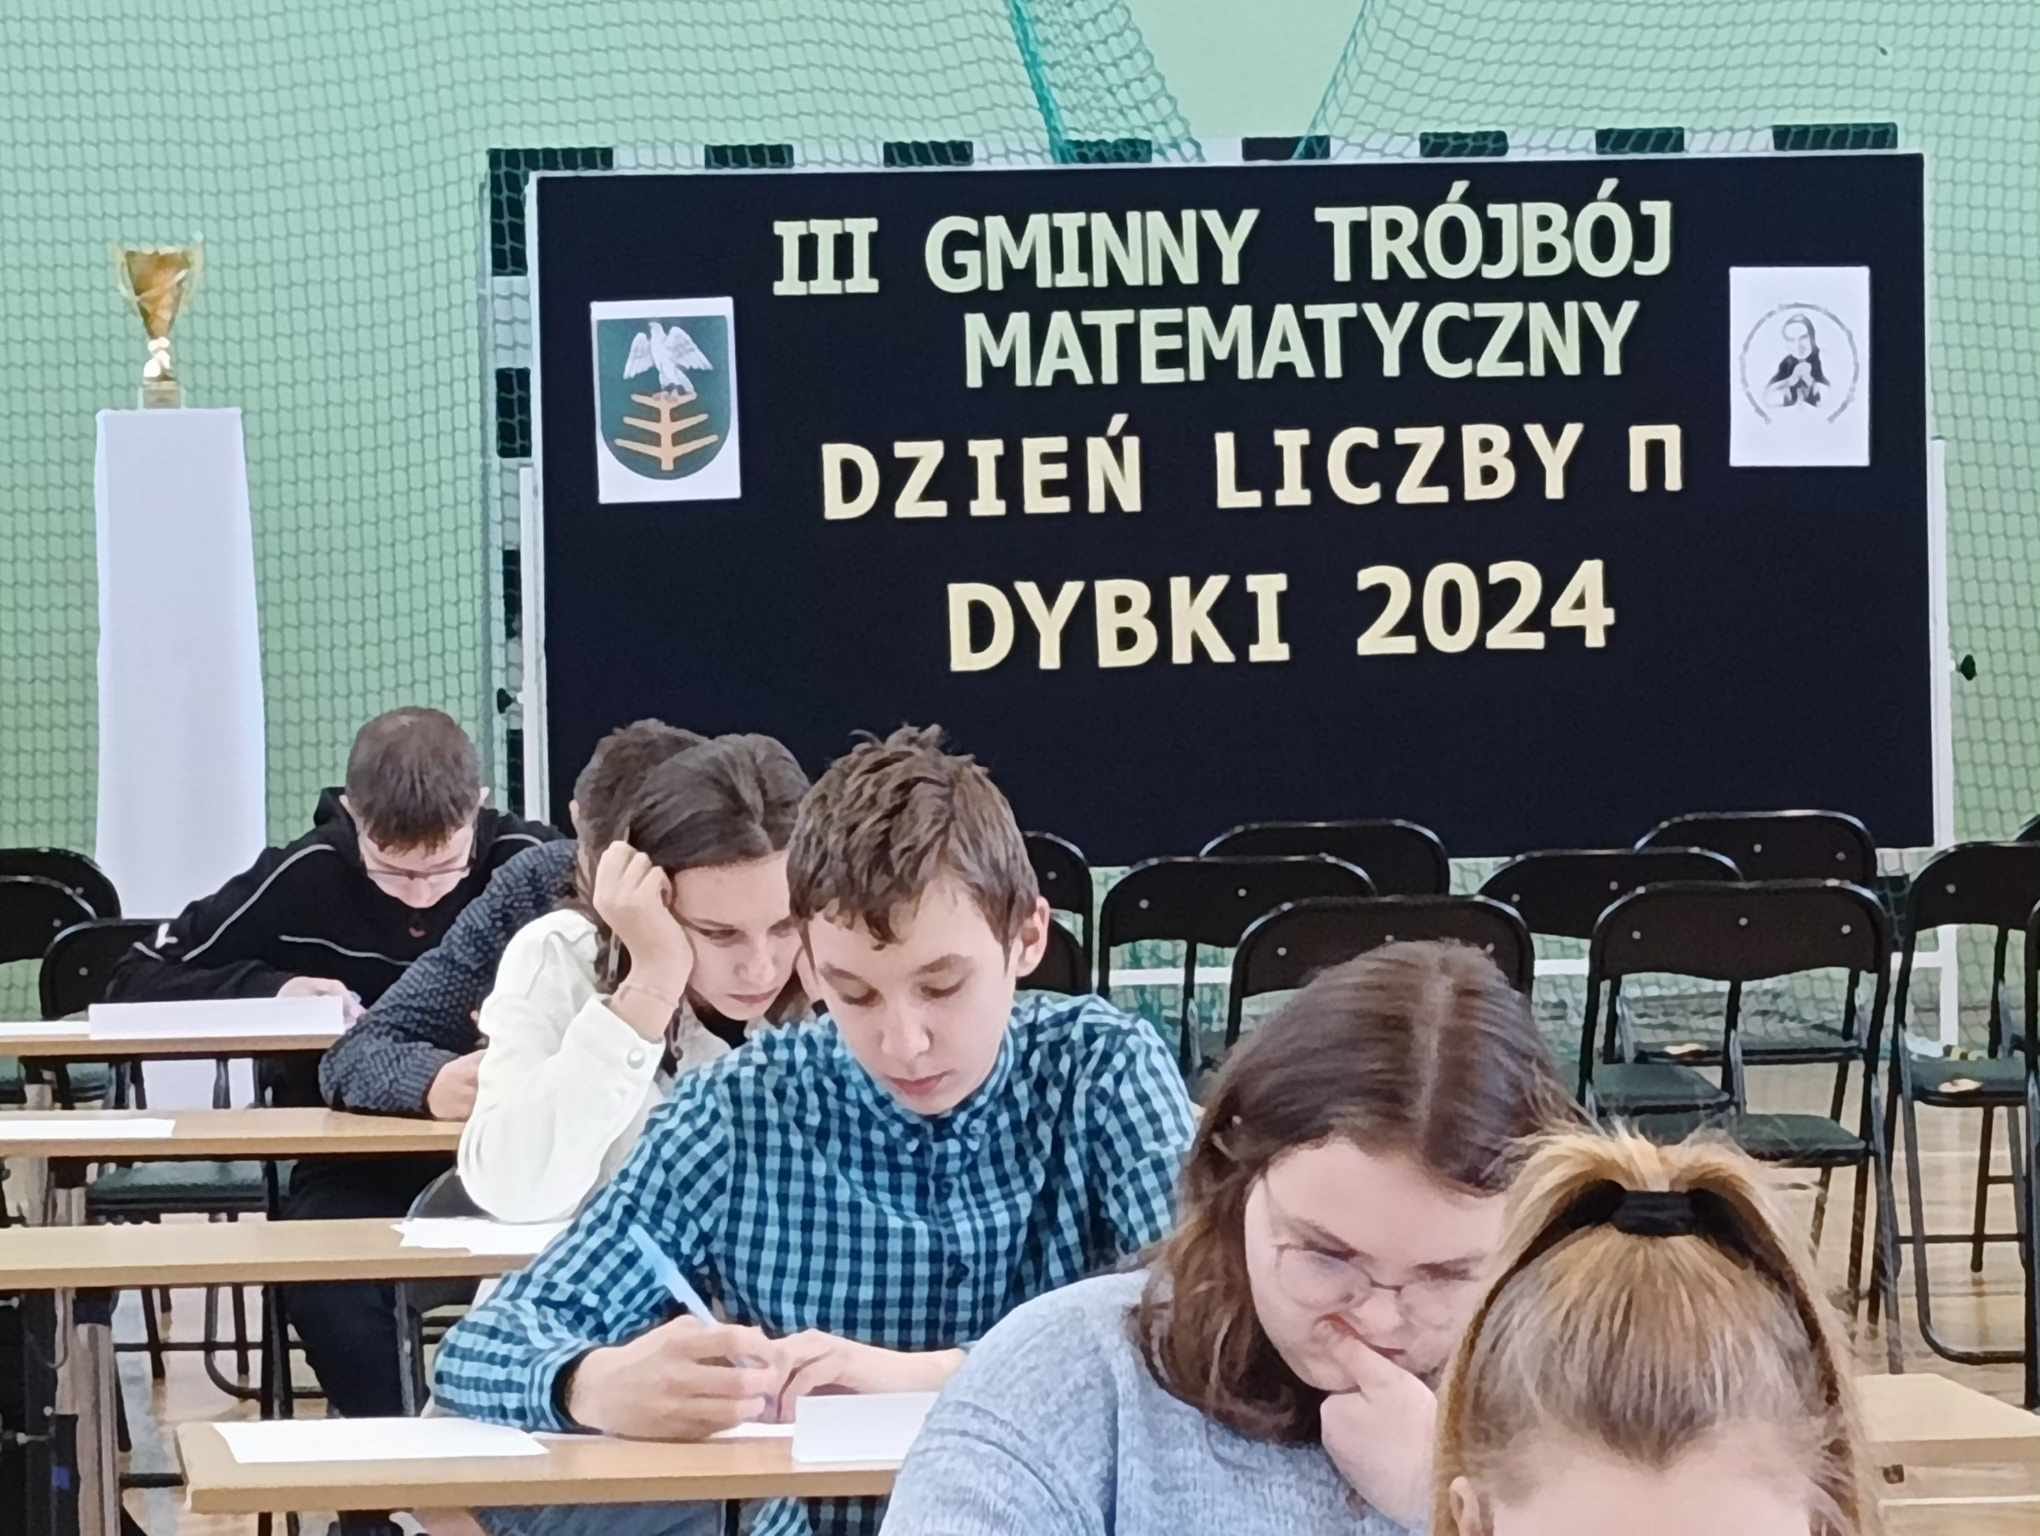 III GMINNY TRÓJBÓJ
MATEMATYCZNY
DZIEŃ LICZBY П
DYBKI 2024